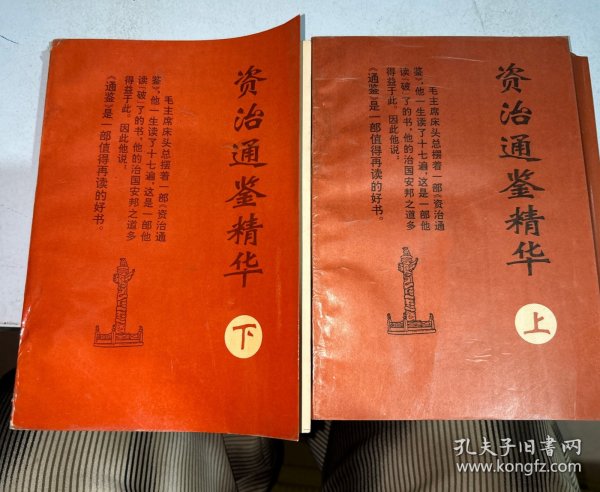 资治通鉴精华
毛主席床头总摆着一部《资治通
鉴》，他一生读了十七遍，这是一部他
读“破”了的书，他的治国安邦之道多
得益于此。因此他说：
《通鉴》是一部值得再读的好书。
下
资治通鉴精华
毛主席床头总摆着一部《资治通
鉴》，他一生读了十七遍，这是一部他
读“破”了的书，他的治国安邦之道多
得益于此。因此他说：
《通鉴》是一部值得再读的好书。
上
孔夫子旧书网
www.kongfz.com